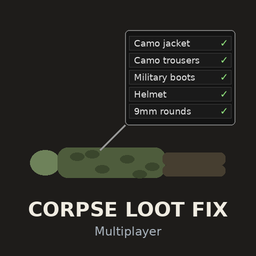 Camo jacket ✓
Camo trousers ✓
Military boots ✓
Helmet ✓
9mm rounds ✓
CORPSE LOOT FIX
Multiplayer